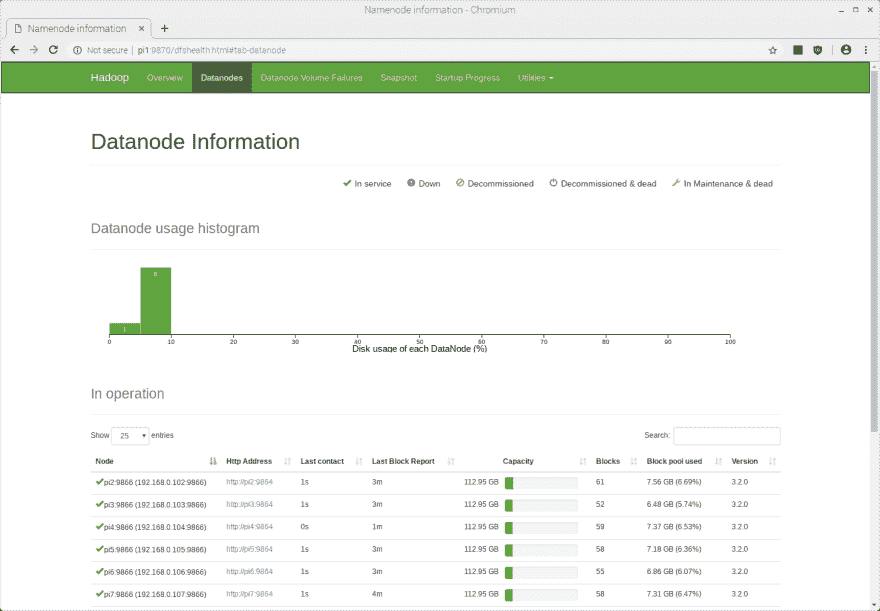 Namenode information - Chromium
Namenode information × +
Not secure | pi1:9870/dfshealth.html#tab-datanode
Hadoop Overview Datanodes Datanode Volume Failures Snapshot Startup Progress Utilities
Datanode Information
In service Down Decommissioned Decommissioned & dead In Maintenance & dead
Datanode usage histogram
1
0 10 20 30 40 50 60 70 80 90 100
Disk usage of each DataNode (%)
In operation
Show 25 entries Search:
Node Http Address Last contact Last Block Report Capacity Blocks Block pool used Version
pi2:9866 (192.168.0.102:9866) http://pi2:9864 1s 3m 112.95 GB 61 7.56 GB (6.69%) 3.2.0
pi3:9866 (192.168.0.103:9866) http://pi3:9864 1s 3m 112.95 GB 52 6.48 GB (5.74%) 3.2.0
pi4:9866 (192.168.0.104:9866) http://pi4:9864 0s 1m 112.95 GB 59 7.37 GB (6.53%) 3.2.0
pi5:9866 (192.168.0.105:9866) http://pi5:9864 1s 3m 112.95 GB 58 7.18 GB (6.36%) 3.2.0
pi6:9866 (192.168.0.106:9866) http://pi6:9864 1s 3m 112.95 GB 55 6.86 GB (6.07%) 3.2.0
pi7:9866 (192.168.0.107:9866) http://pi7:9864 1s 4m 112.95 GB 58 7.31 GB (6.47%) 3.2.0